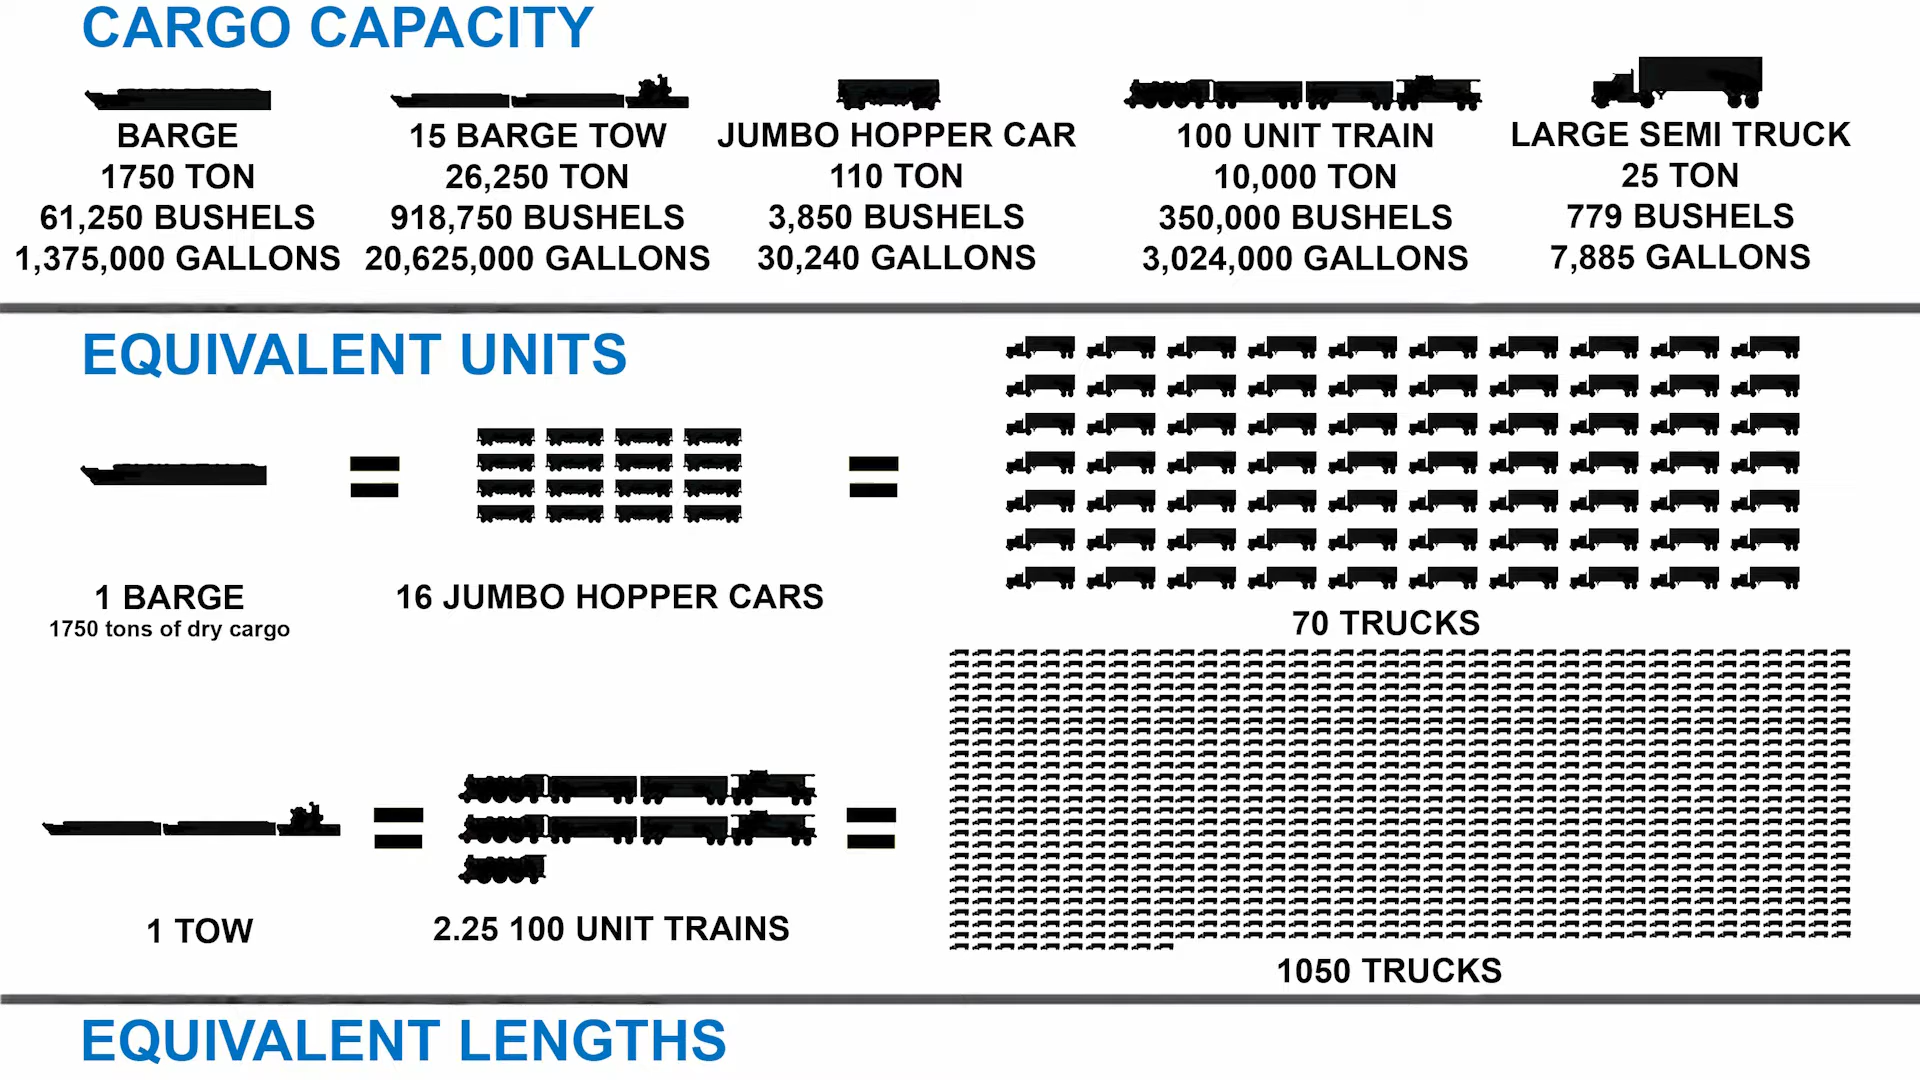 CARGO CAPACITY
BARGE
1750 TON
61,250 BUSHELS
1,375,000 GALLONS
15 BARGE TOW
26,250 TON
918,750 BUSHELS
20,625,000 GALLONS
JUMBO HOPPER CAR
110 TON
3,850 BUSHELS
30,240 GALLONS
100 UNIT TRAIN
10,000 TON
350,000 BUSHELS
3,024,000 GALLONS
LARGE SEMI TRUCK
25 TON
779 BUSHELS
7,885 GALLONS
EQUIVALENT UNITS
=
=
1 BARGE
1750 tons of dry cargo
16 JUMBO HOPPER CARS
70 TRUCKS
=
=
1 TOW
2.25 100 UNIT TRAINS
1050 TRUCKS
EQUIVALENT LENGTHS